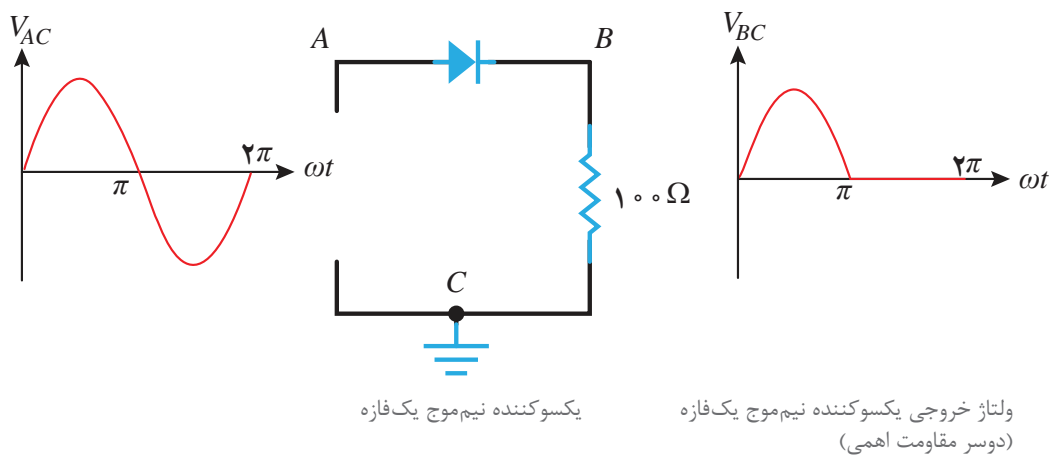 V_AC
۲π
π
ωt
A
B
۱۰۰Ω
C
V_BC
۲π
π
ωt
یکسوکننده نیم‌موج یک‌فازه
ولتاژ خروجی یکسوکننده نیم‌موج یک‌فازه
(دوسر مقاومت اهمی)